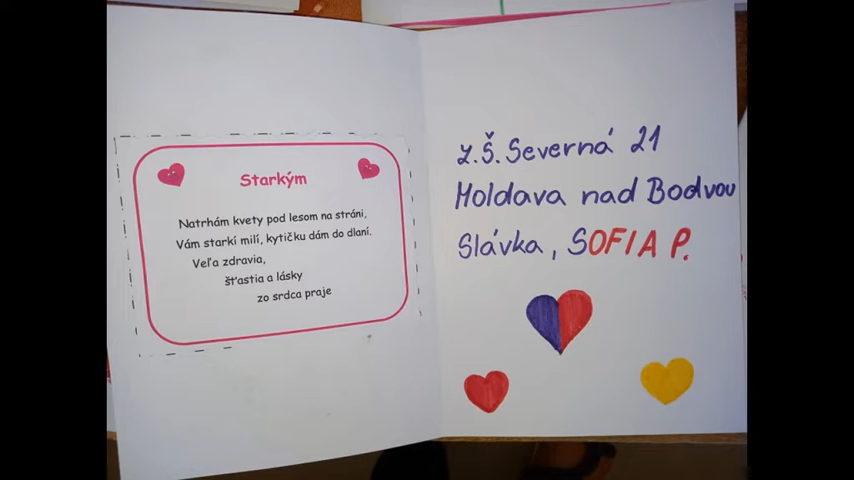 Starkým
Natrhám kvety pod lesom na stráni,
Vám starkí milí, kytičku dám do dlaní.
Veľa zdravia,
šťastia a lásky
zo srdca praje
Z.Š. Severná 21
Moldava nad Bodvou
Slávka, SOFIA P.